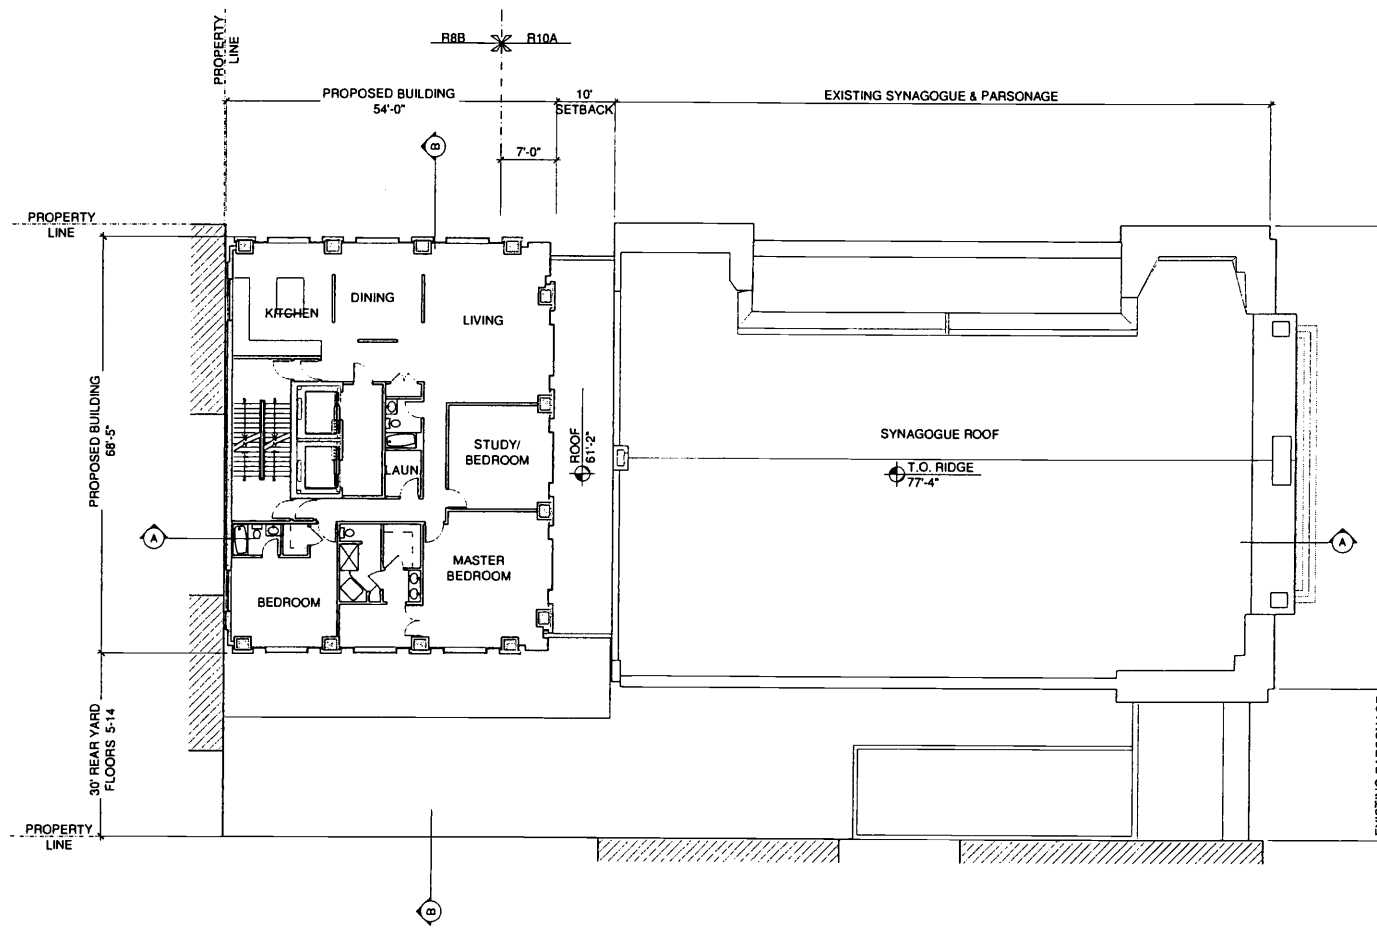 PROPERTY
LINE
R8B
R10A
PROPOSED BUILDING
54'-0"
10'
SETBACK
EXISTING SYNAGOGUE & PARSONAGE
B
7'-0"
PROPERTY
LINE
KITCHEN
DINING
LIVING
PROPOSED BUILDING
68'-5"
STUDY/
BEDROOM
LAUN
ROOF
61'-2"
SYNAGOGUE ROOF
T.O. RIDGE
77'-4"
A
A
MASTER
BEDROOM
BEDROOM
30' REAR YARD
FLOORS 5-14
PROPERTY
LINE
B